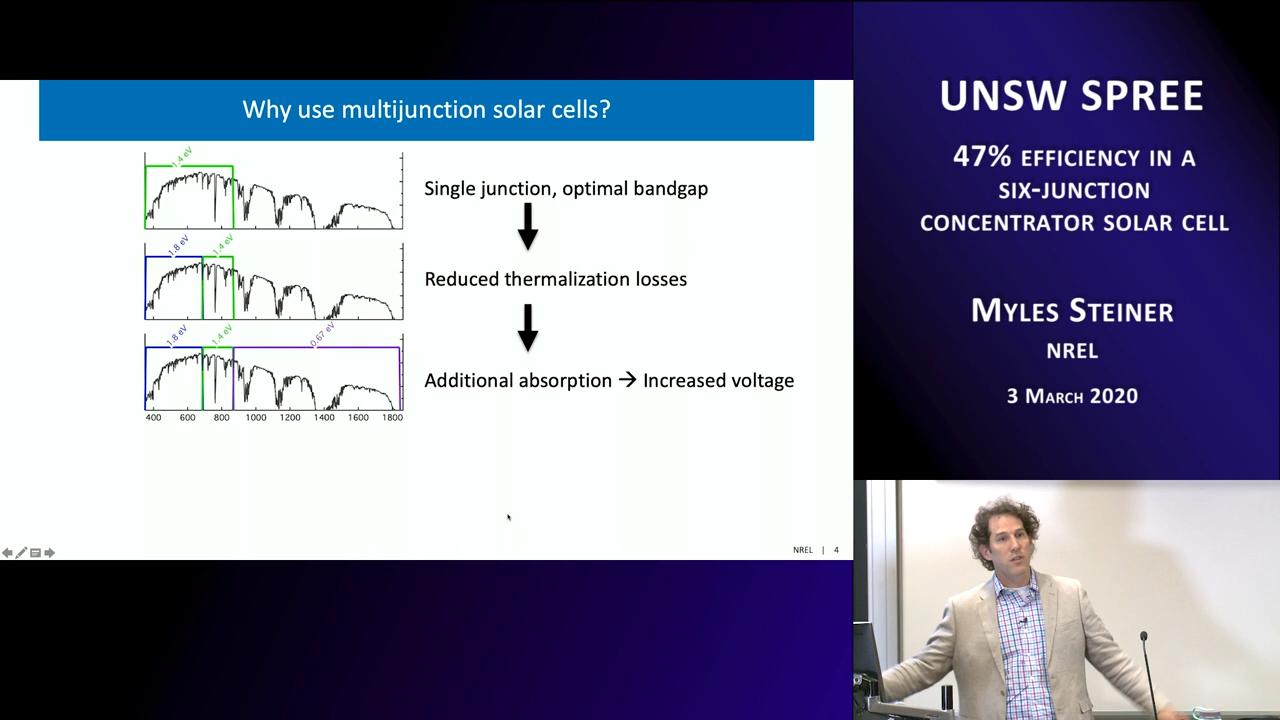 Why use multijunction solar cells?
1.4 eV
Single junction, optimal bandgap
1.8 eV
1.4 eV
Reduced thermalization losses
1.8 eV
1.4 eV
0.67 eV
Additional absorption → Increased voltage
400 600 800 1000 1200 1400 1600 1800
NREL | 4
UNSW SPREE
47% EFFICIENCY IN A
SIX-JUNCTION
CONCENTRATOR SOLAR CELL
MYLES STEINER
NREL
3 MARCH 2020